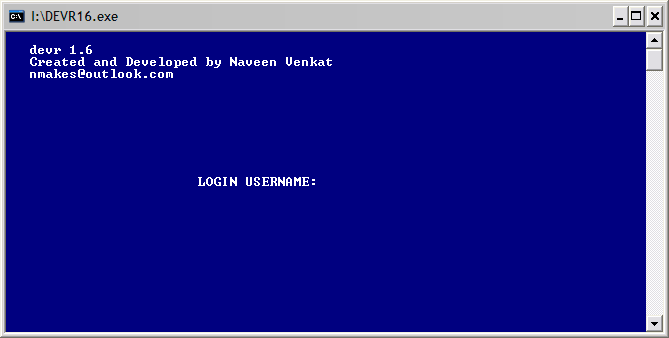 I:\DEVR16.exe
devr 1.6
Created and Developed by Naveen Venkat
nmakes@outlook.com
LOGIN USERNAME: